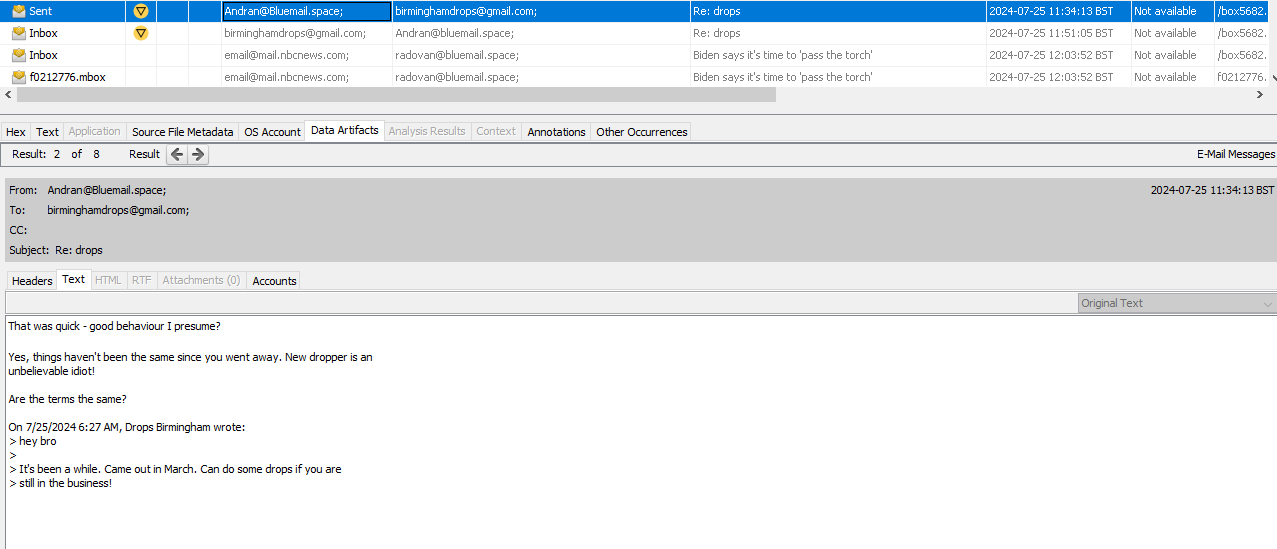 Sent Andran@Bluemail.space; birminghamdrops@gmail.com; Re: drops 2024-07-25 11:34:13 BST Not available /box5682.
Inbox birminghamdrops@gmail.com; Andran@bluemail.space; Re: drops 2024-07-25 11:51:05 BST Not available /box5682.
Inbox email@mail.nbcnews.com; radovan@bluemail.space; Biden says it's time to 'pass the torch' 2024-07-25 12:03:52 BST Not available /box5682.
f0212776.mbox email@mail.nbcnews.com; radovan@bluemail.space; Biden says it's time to 'pass the torch' 2024-07-25 12:03:52 BST Not available f0212776.
Hex Text Application Source File Metadata OS Account Data Artifacts Analysis Results Context Annotations Other Occurrences
Result: 2 of 8 Result E-Mail Messages
From: Andran@Bluemail.space; 2024-07-25 11:34:13 BST
To: birminghamdrops@gmail.com;
CC:
Subject: Re: drops
Headers Text HTML RTF Attachments (0) Accounts
Original Text
That was quick - good behaviour I presume?
Yes, things haven't been the same since you went away. New dropper is an
unbelievable idiot!
Are the terms the same?
On 7/25/2024 6:27 AM, Drops Birmingham wrote:
> hey bro
>
> It's been a while. Came out in March. Can do some drops if you are
> still in the business!